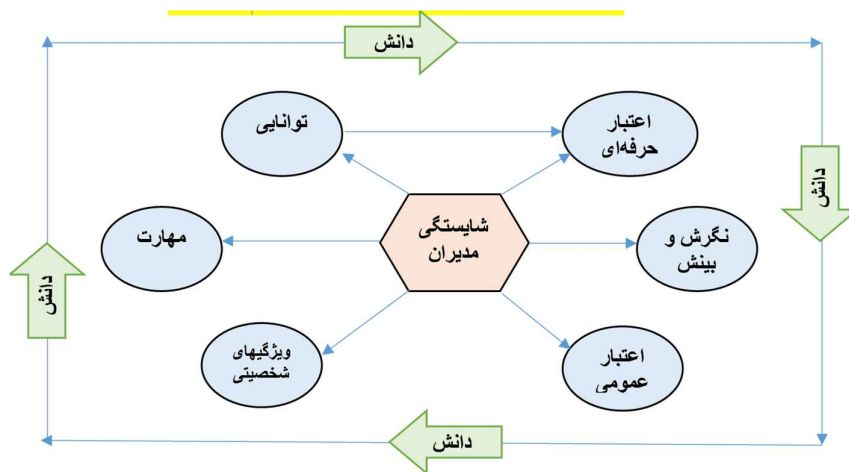 دانش
اعتبار
حرفه‌ای
توانایی
دانش
شایستگی
مدیران
نگرش و
بینش
مهارت
دانش
اعتبار
عمومی
ویژگیهای
شخصیتی
دانش